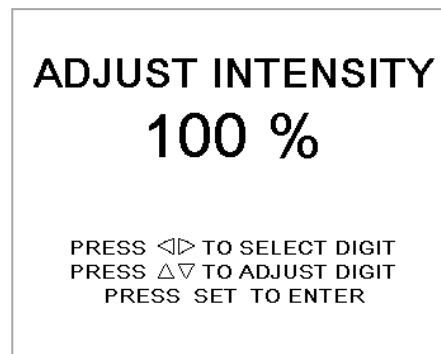 ADJUST INTENSITY
100 %
PRESS ◁▷ TO SELECT DIGIT
PRESS △▽ TO ADJUST DIGIT
PRESS SET TO ENTER